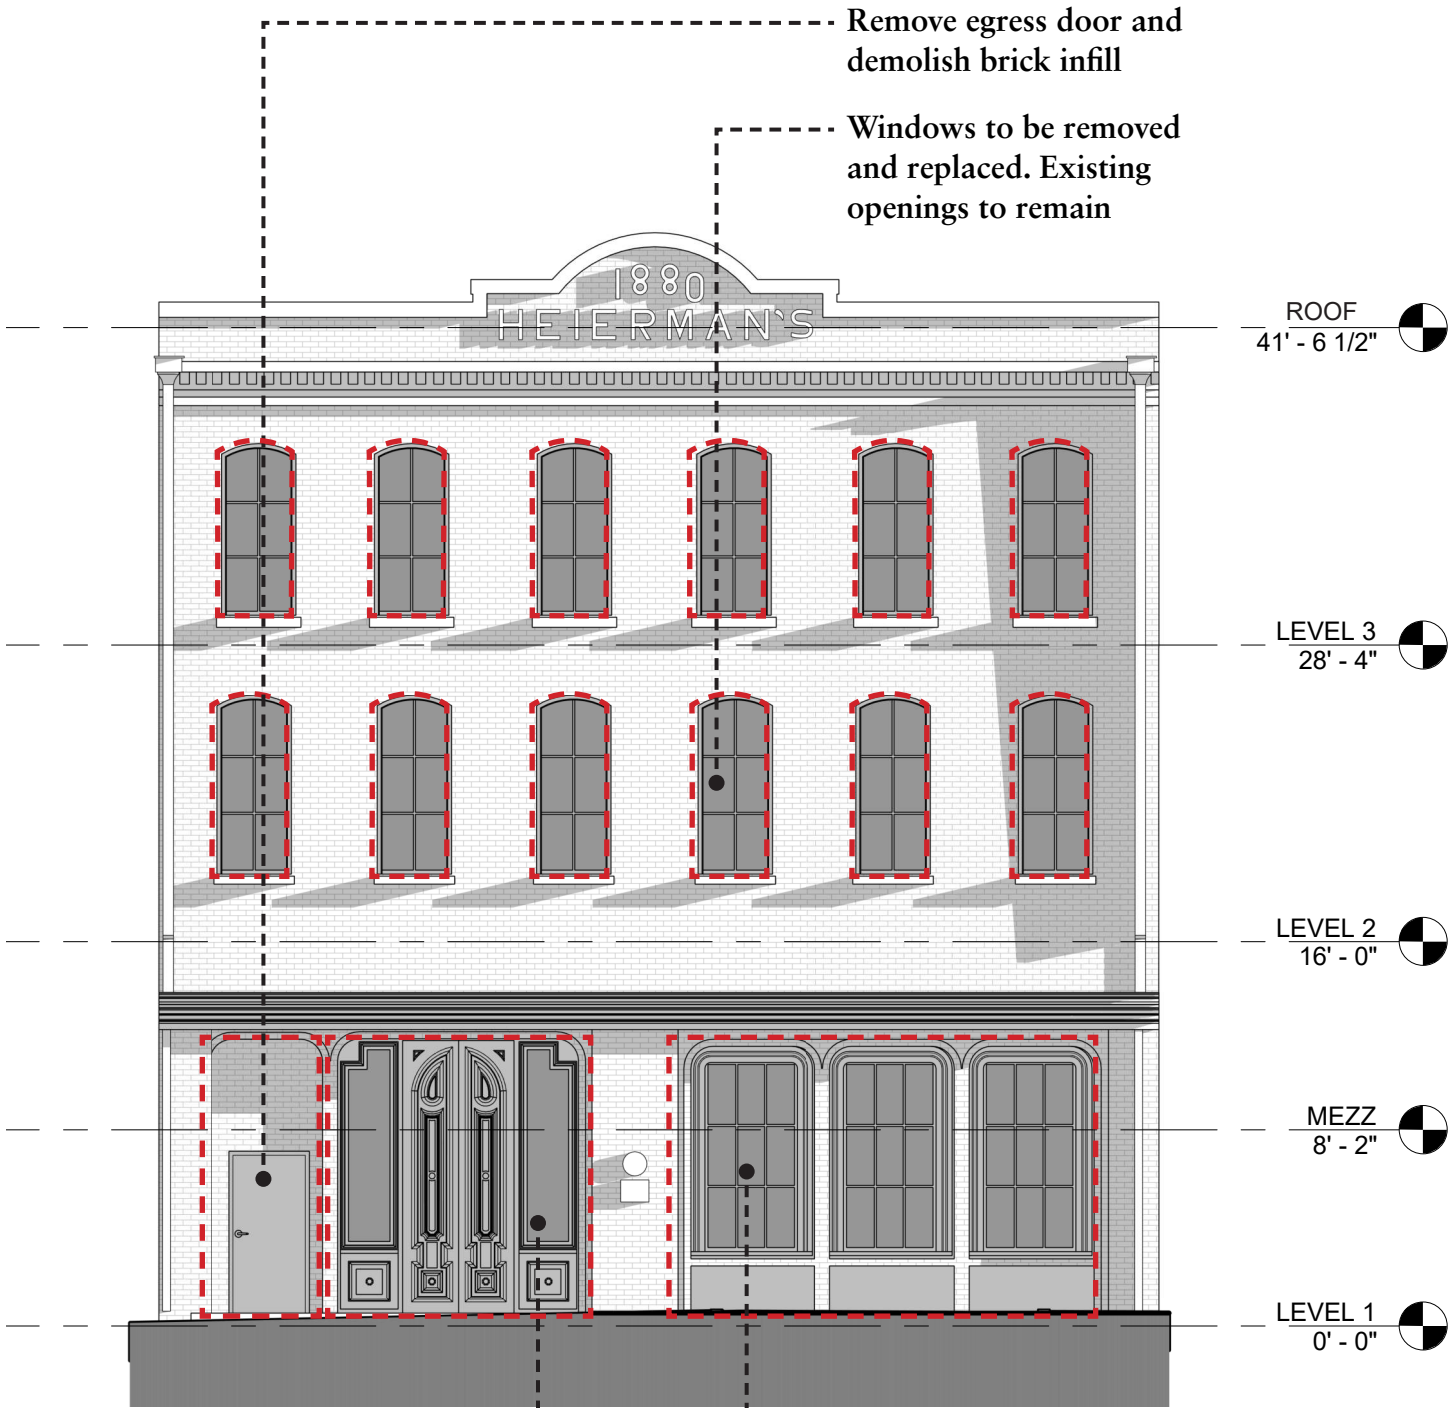 Remove egress door and
demolish brick infill
Windows to be removed
and replaced. Existing
openings to remain
1880
HEIERMAN'S
ROOF
41' - 6 1/2"
LEVEL 3
28' - 4"
LEVEL 2
16' - 0"
MEZZ
8' - 2"
LEVEL 1
0' - 0"